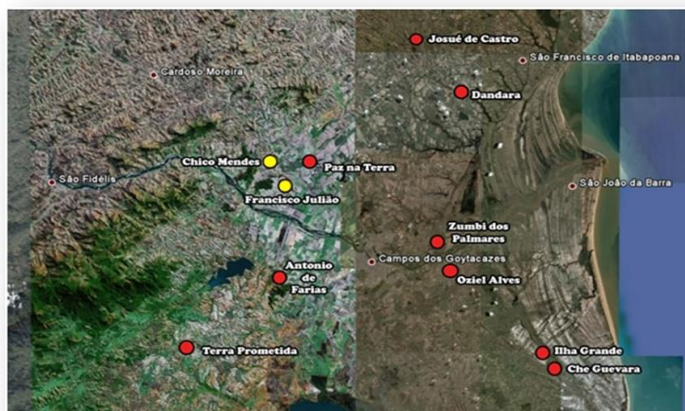 Josué de Castro
São Francisco de Itabapoana
Cardoso Moreira
Dandara
Chico Mendes
Paz na Terra
São Fidélis
São João da Barra
Francisco Julião
Zumbi dos
Palmares
Campos dos Goytacazes
Antonio
de
Farias
Oziel Alves
Terra Prometida
Ilha Grande
Che Guevara